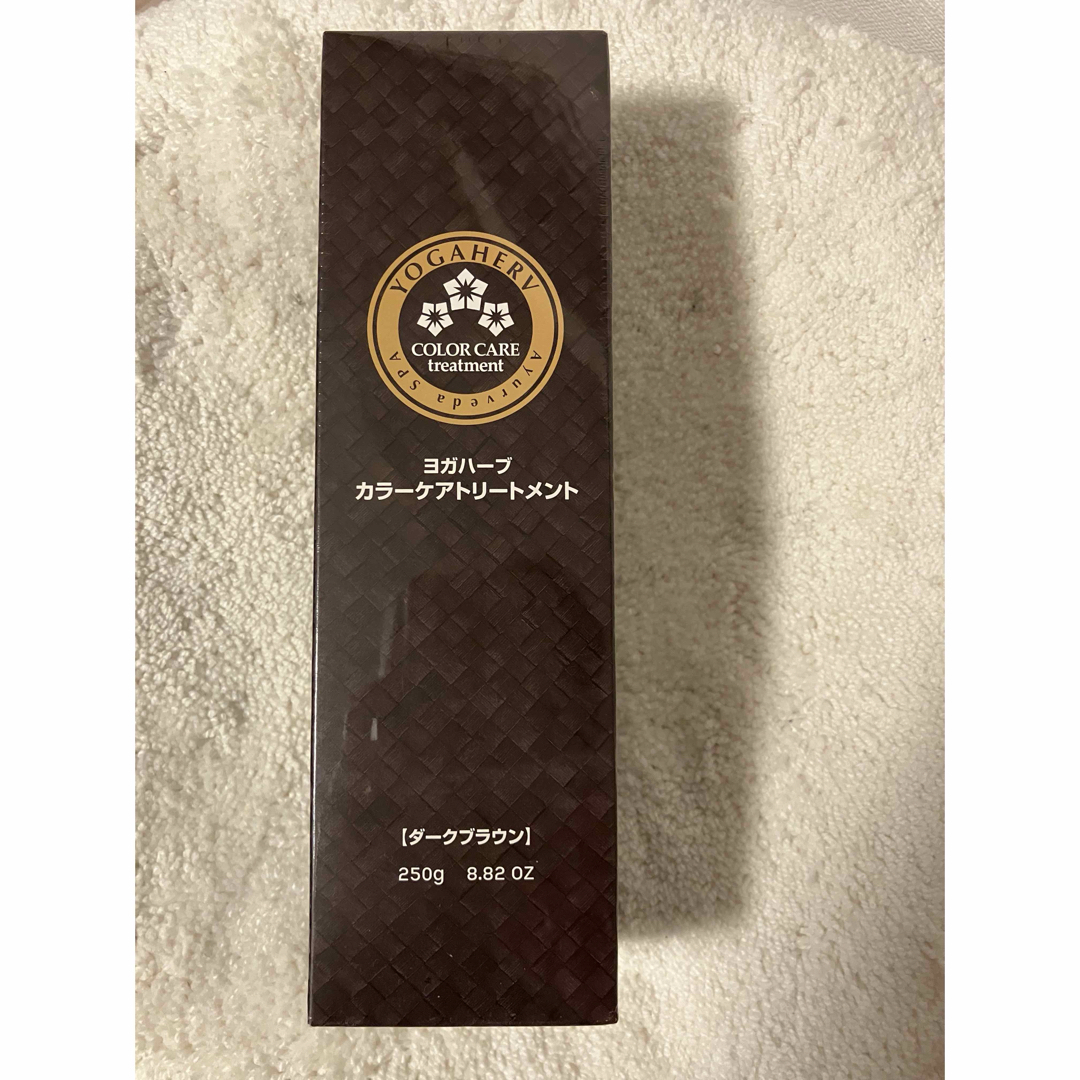 YOGAHERV
COLOR CARE
treatment
Ayurveda SPA
ヨガハーブ
カラーケアトリートメント
【ダークブラウン】
250g 8.82 OZ